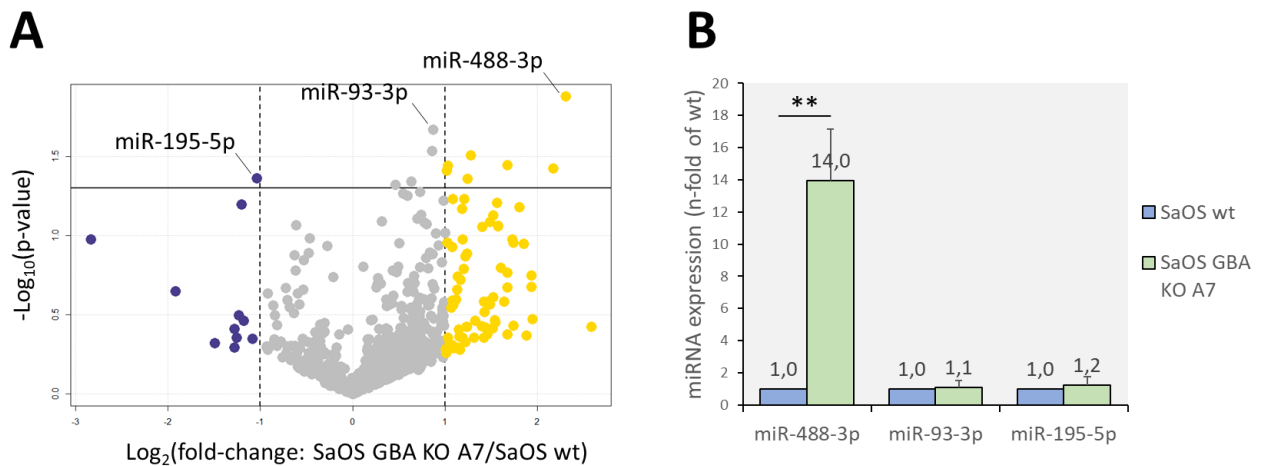 A
miR-488-3p
miR-93-3p
miR-195-5p
-Log10(p-value)
1.5
1.0
0.5
0.0
-3 -2 -1 0 1 2
Log2(fold-change: SaOS GBA KO A7/SaOS wt)
B
miRNA expression (n-fold of wt)
20
18
16
14
12
10
8
6
4
2
0
**
1,0 14,0 1,0 1,1 1,0 1,2
miR-488-3p miR-93-3p miR-195-5p
SaOS wt
SaOS GBA
KO A7